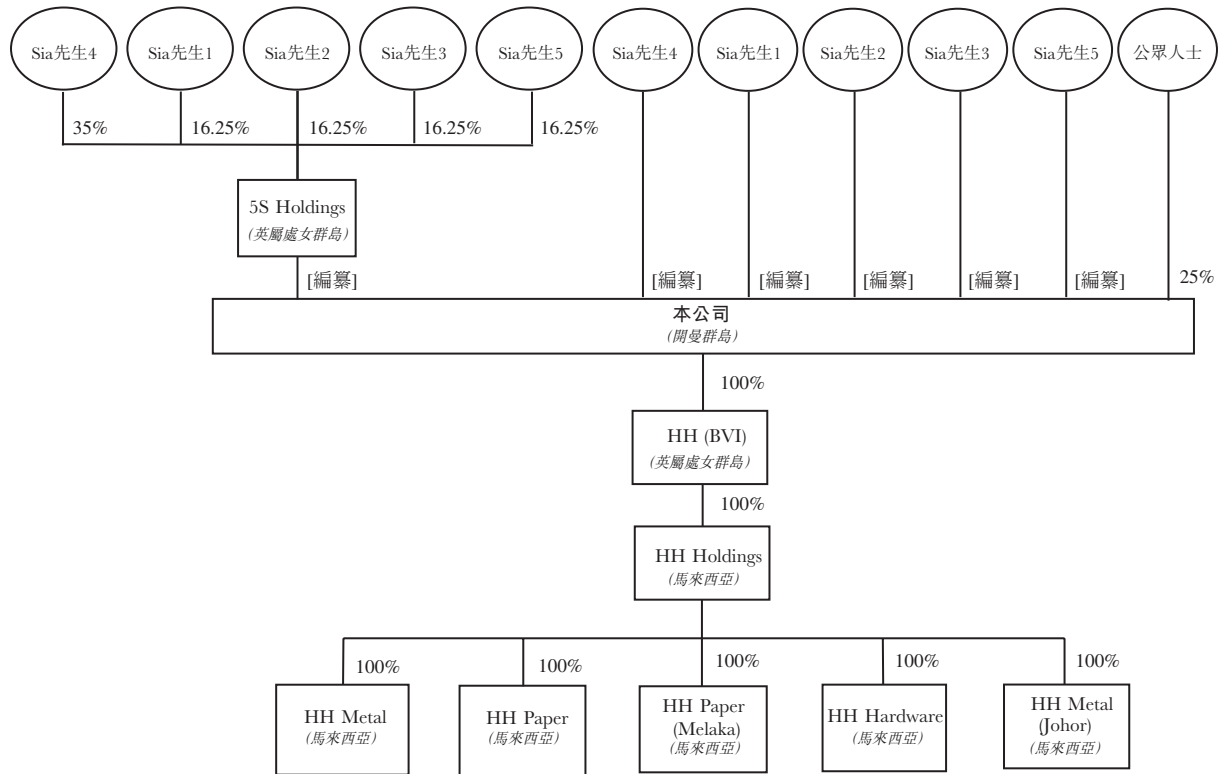 Sia先生4
Sia先生1
Sia先生2
Sia先生3
Sia先生5
Sia先生4
Sia先生1
Sia先生2
Sia先生3
Sia先生5
公眾人士
35%
16.25%
16.25%
16.25%
16.25%
5S Holdings
(英屬處女群島)
[編纂]
[編纂]
[編纂]
[編纂]
[編纂]
[編纂]
25%
本公司
(開曼群島)
100%
HH (BVI)
(英屬處女群島)
100%
HH Holdings
(馬來西亞)
100%
100%
100%
100%
100%
HH Metal
(馬來西亞)
HH Paper
(馬來西亞)
HH Paper
(Melaka)
(馬來西亞)
HH Hardware
(馬來西亞)
HH Metal
(Johor)
(馬來西亞)